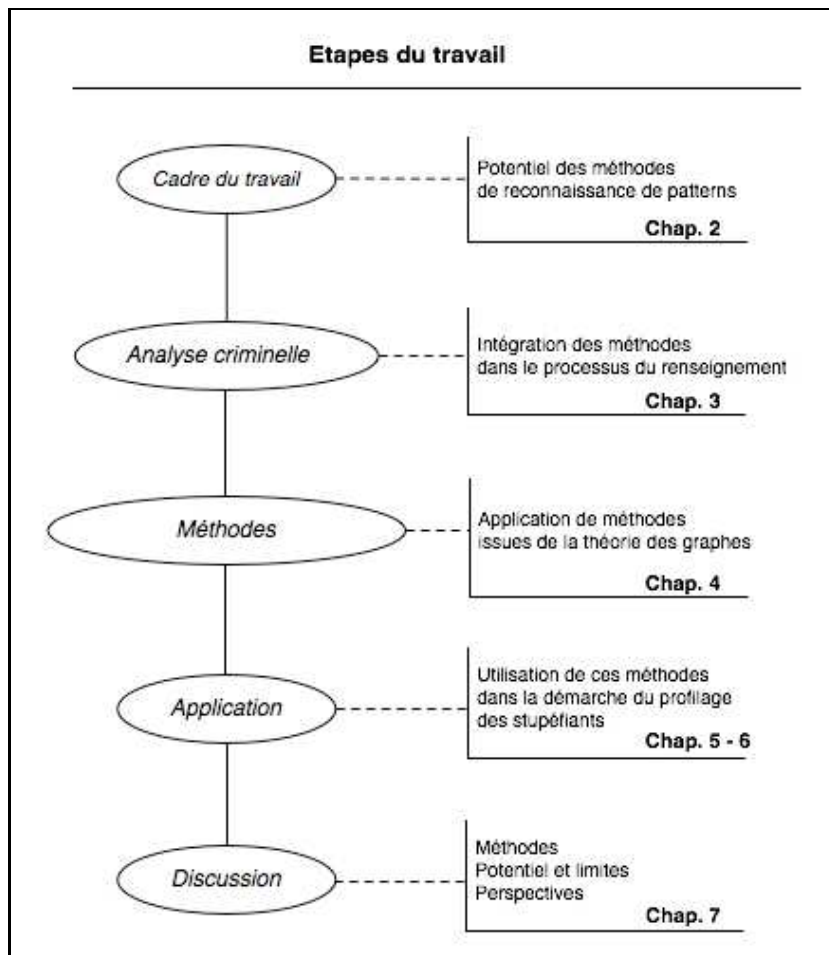 Etapes du travail
Cadre du travail
Potentiel des méthodes
de reconnaissance de patterns
Chap. 2
Analyse criminelle
Intégration des méthodes
dans le processus du renseignement
Chap. 3
Méthodes
Application de méthodes
issues de la théorie des graphes
Chap. 4
Application
Utilisation de ces méthodes
dans la démarche du profilage
des stupéfiants
Chap. 5 - 6
Discussion
Méthodes
Potentiel et limites
Perspectives
Chap. 7